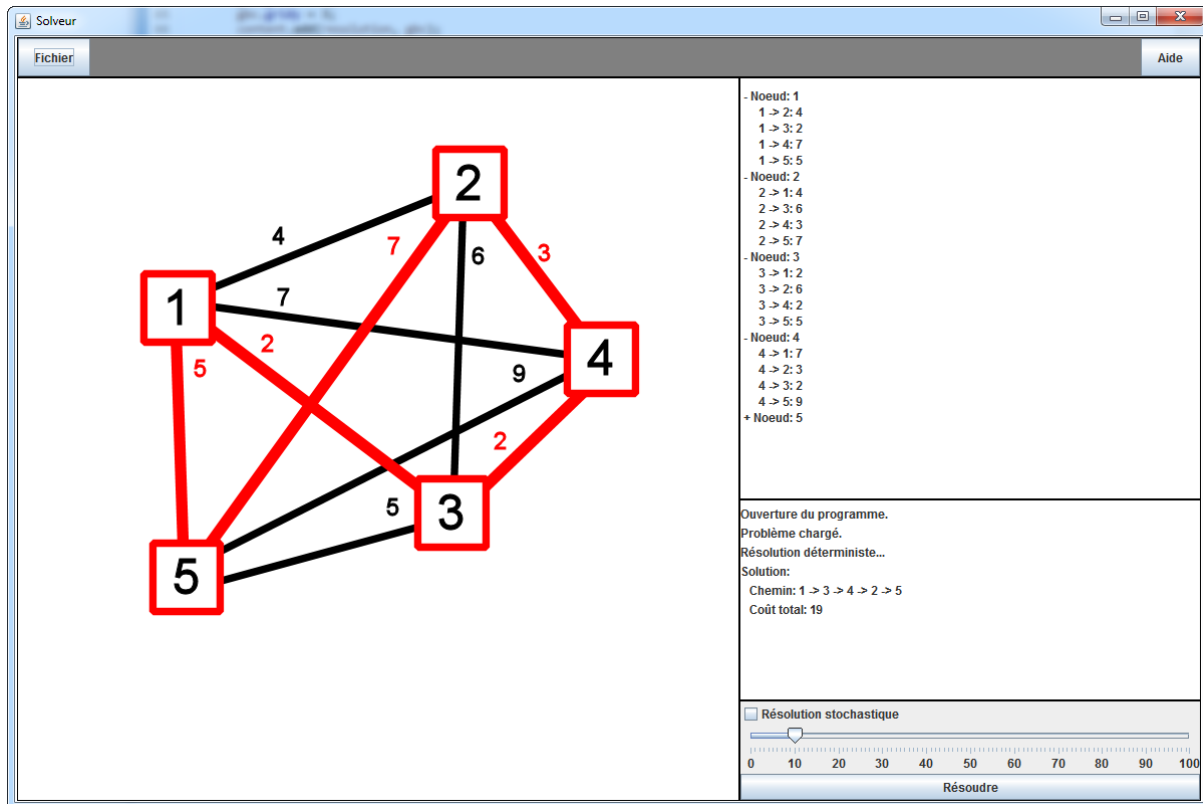 Solveur
Fichier
Aide
2
4
7
6
3
1
7
2
5
9
4
2
5
3
5
- Noeud: 1
1 -> 2: 4
1 -> 3: 2
1 -> 4: 7
1 -> 5: 5
- Noeud: 2
2 -> 1: 4
2 -> 3: 6
2 -> 4: 3
2 -> 5: 7
- Noeud: 3
3 -> 1: 2
3 -> 2: 6
3 -> 4: 2
3 -> 5: 5
- Noeud: 4
4 -> 1: 7
4 -> 2: 3
4 -> 3: 2
4 -> 5: 9
+ Noeud: 5
Ouverture du programme.
Problème chargé.
Résolution déterministe...
Solution:
Chemin: 1 -> 3 -> 4 -> 2 -> 5
Coût total: 19
Résolution stochastique
0 10 20 30 40 50 60 70 80 90 100
Résoudre